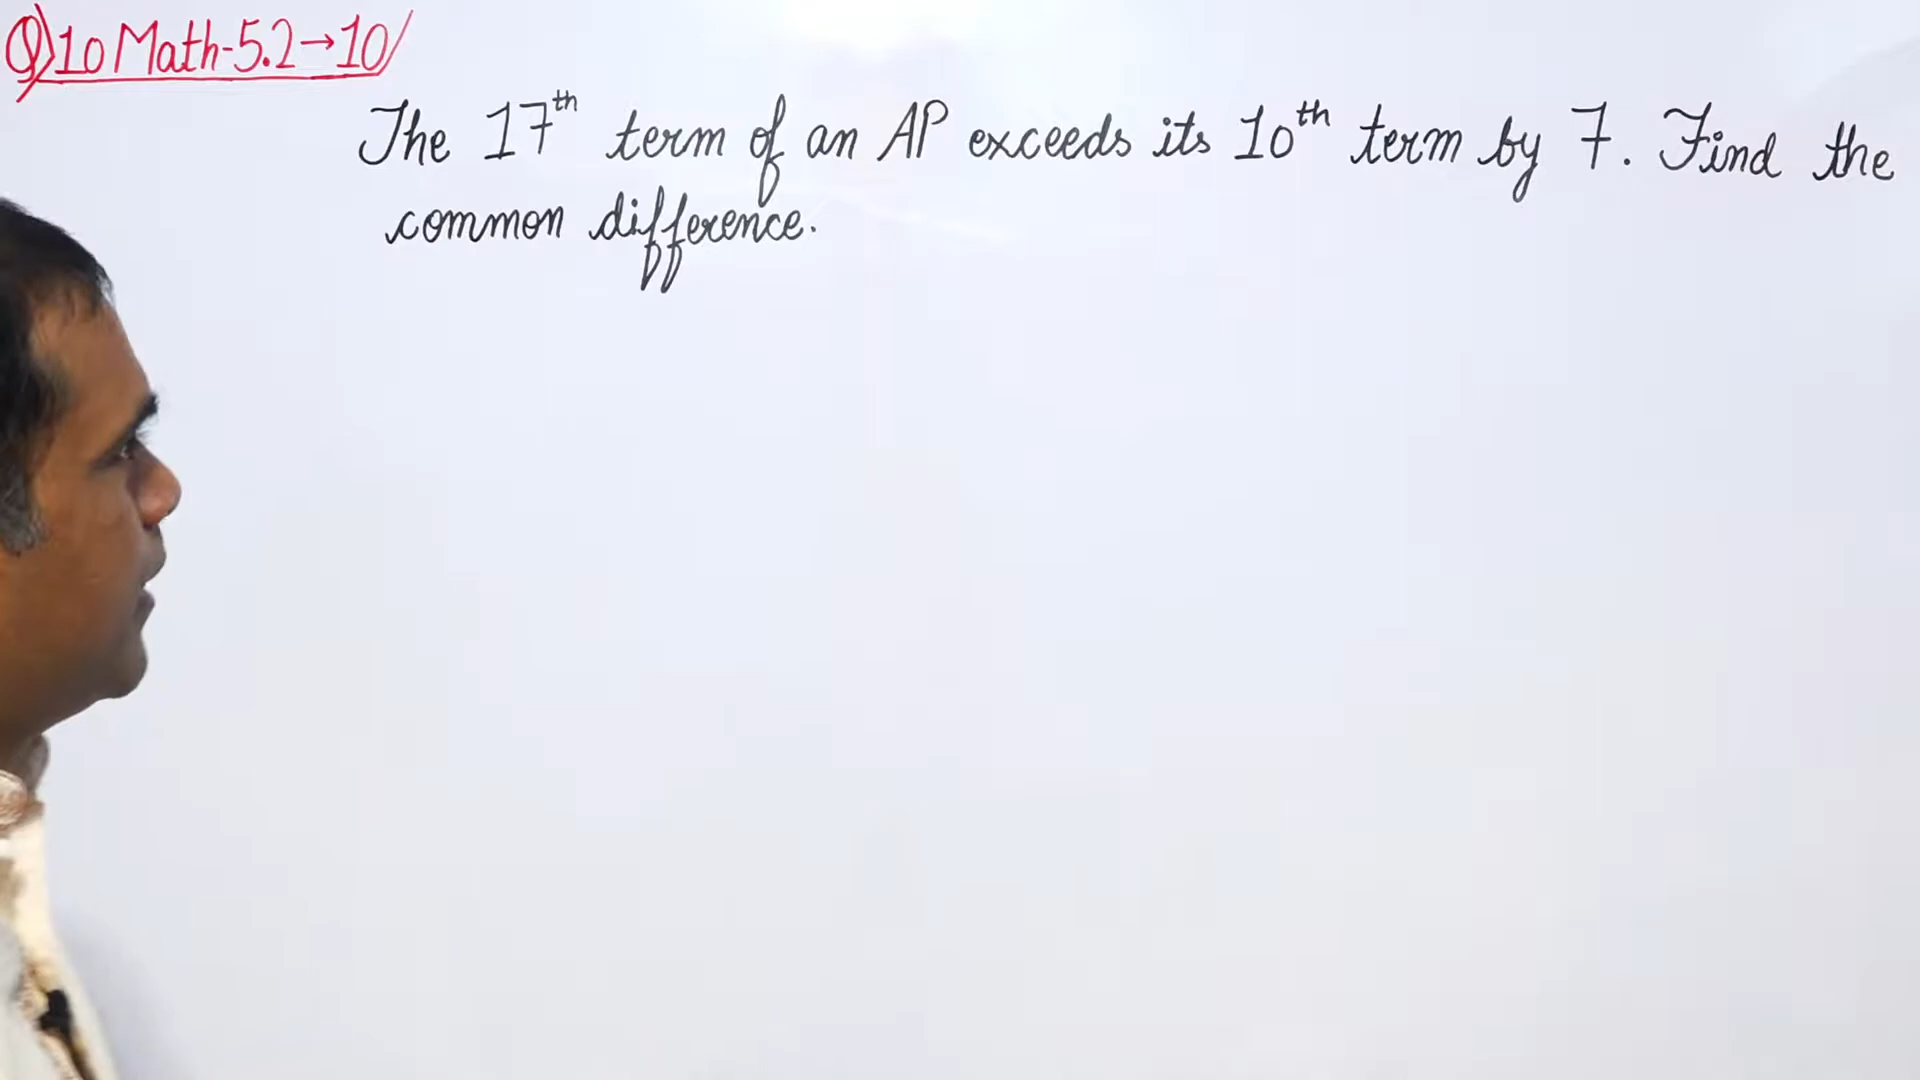 Q) 10 Math-5.2→10/
The 17th term of an AP exceeds its 10th term by 7. Find the
common difference.